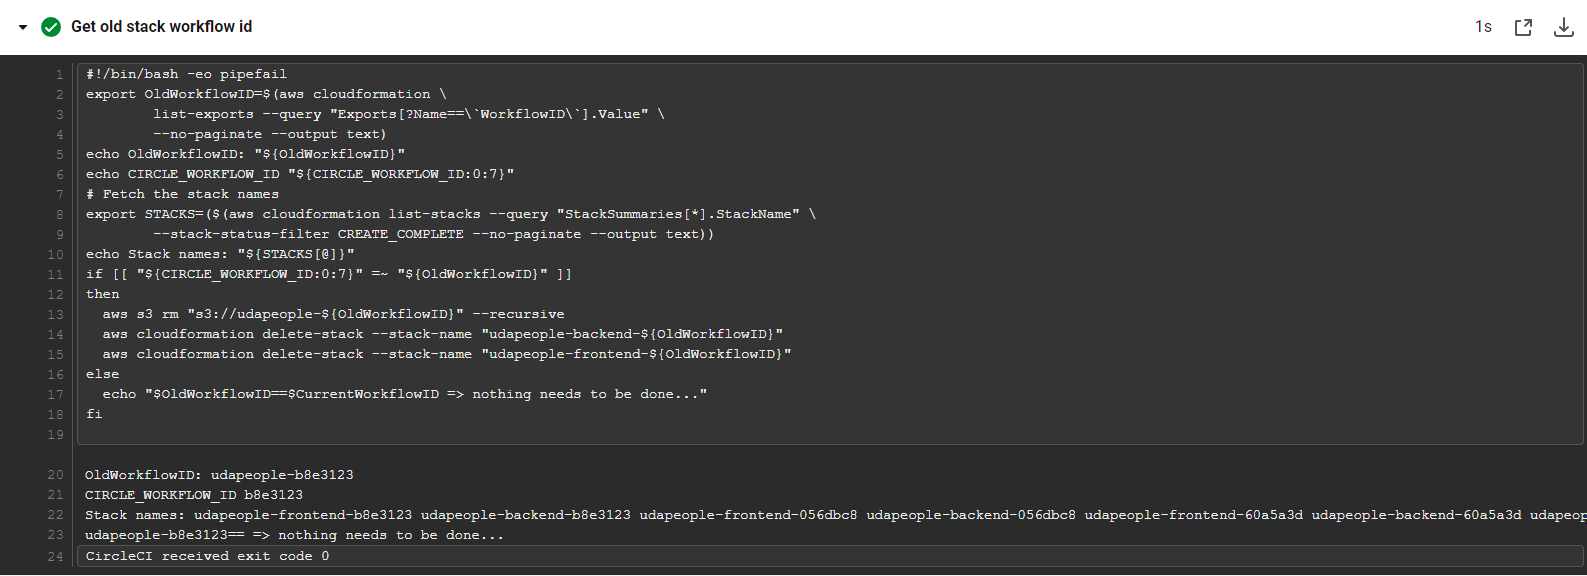 Get old stack workflow id
1s
1 #!/bin/bash -eo pipefail
2 export OldWorkflowID=$(aws cloudformation \
3         list-exports --query "Exports[?Name==\`WorkflowID\`].Value" \
4         --no-paginate --output text)
5 echo OldWorkflowID: "${OldWorkflowID}"
6 echo CIRCLE_WORKFLOW_ID "${CIRCLE_WORKFLOW_ID:0:7}"
7 # Fetch the stack names
8 export STACKS=($(aws cloudformation list-stacks --query "StackSummaries[*].StackName" \
9         --stack-status-filter CREATE_COMPLETE --no-paginate --output text))
10 echo Stack names: "${STACKS[@]}"
11 if [[ "${CIRCLE_WORKFLOW_ID:0:7}" =~ "${OldWorkflowID}" ]]
12 then
13   aws s3 rm "s3://udapeople-${OldWorkflowID}" --recursive
14   aws cloudformation delete-stack --stack-name "udapeople-backend-${OldWorkflowID}"
15   aws cloudformation delete-stack --stack-name "udapeople-frontend-${OldWorkflowID}"
16 else
17   echo "$OldWorkflowID==$CurrentWorkflowID => nothing needs to be done..."
18 fi
19
20 OldWorkflowID: udapeople-b8e3123
21 CIRCLE_WORKFLOW_ID b8e3123
22 Stack names: udapeople-frontend-b8e3123 udapeople-backend-b8e3123 udapeople-frontend-056dbc8 udapeople-backend-056dbc8 udapeople-frontend-60a5a3d udapeople-backend-60a5a3d udapeop
23 udapeople-b8e3123== => nothing needs to be done...
24 CircleCI received exit code 0